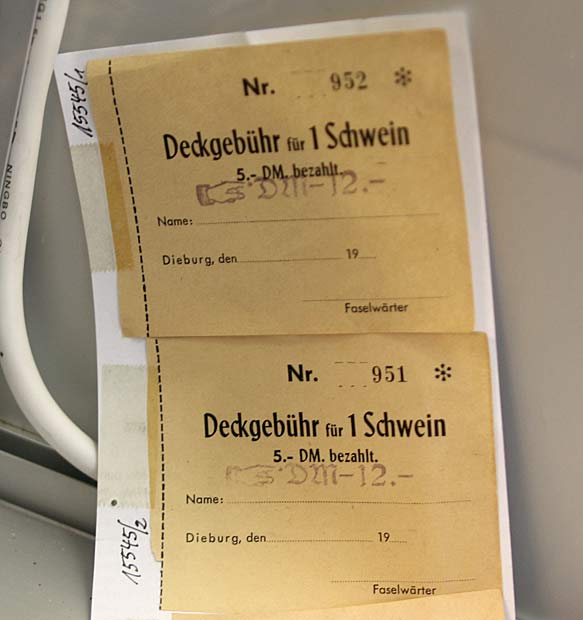 15545/1
Nr. 952 *
Deckgebühr für 1 Schwein
5.- DM. bezahlt.
DM-12.-
Name:
Dieburg, den 19
Faselwärter
15545/2
Nr. 951 *
Deckgebühr für 1 Schwein
5.- DM. bezahlt.
DM-12.-
Name:
Dieburg, den 19
Faselwärter
NINGBO